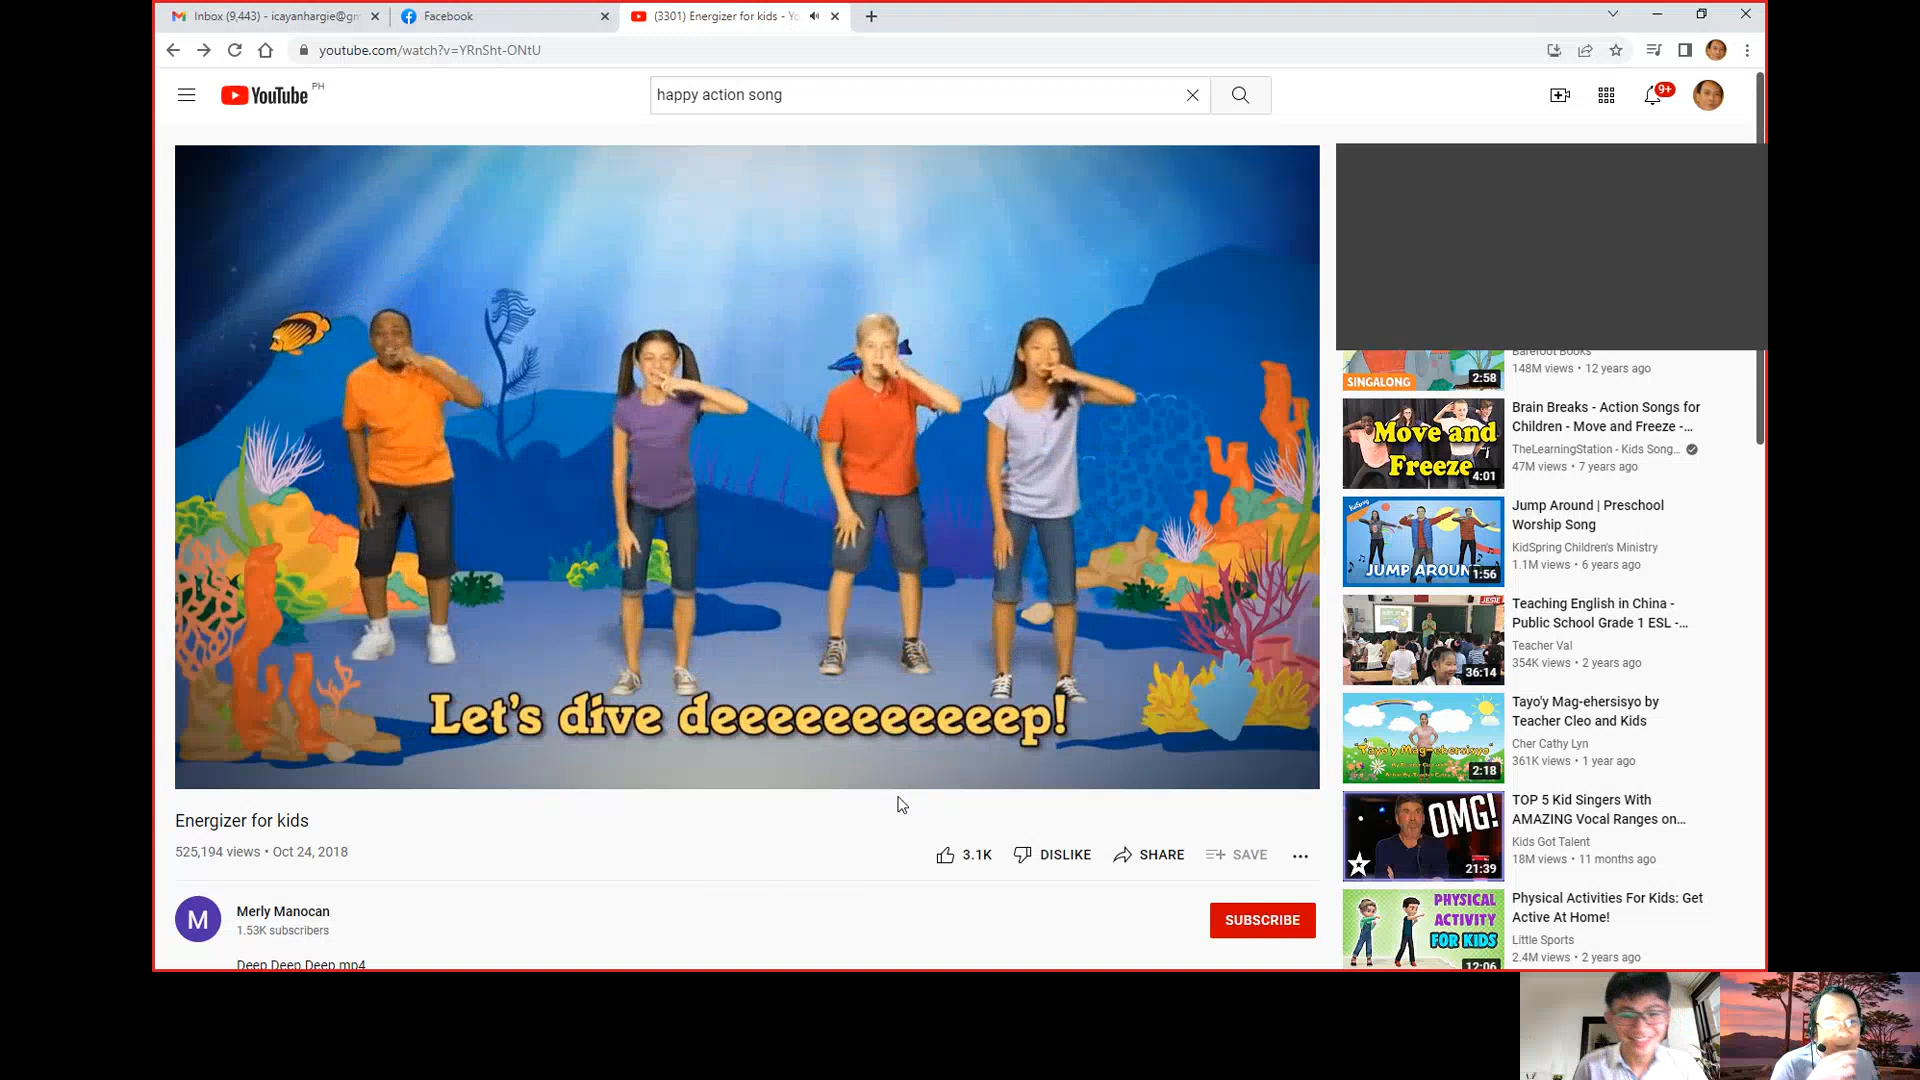 Inbox (9,443) - icayanhargie@gm
Facebook
(3301) Energizer for kids - Yo
youtube.com/watch?v=YRnSht-ONtU
YouTube PH
happy action song
9+
Let's dive deeeeeeeeeeep!
Energizer for kids
525,194 views • Oct 24, 2018
3.1K
DISLIKE
SHARE
SAVE
Merly Manocan
1.53K subscribers
SUBSCRIBE
Deep Deep Deep.mp4
SINGALONG
2:58
Barefoot Books
148M views • 12 years ago
Move and
Freeze
4:01
Brain Breaks - Action Songs for
Children - Move and Freeze -...
TheLearningStation - Kids Song...
47M views • 7 years ago
JUMP AROUN
1:56
Jump Around | Preschool
Worship Song
KidSpring Children's Ministry
1.1M views • 6 years ago
36:14
Teaching English in China -
Public School Grade 1 ESL -...
Teacher Val
354K views • 2 years ago
"Tayo'y Mag-ehersisyo"
2:18
Tayo'y Mag-ehersisyo by
Teacher Cleo and Kids
Cher Cathy Lyn
361K views • 1 year ago
OMG!
21:39
TOP 5 Kid Singers With
AMAZING Vocal Ranges on...
Kids Got Talent
18M views • 11 months ago
PHYSICAL
ACTIVITY
FOR KIDS
12:06
Physical Activities For Kids: Get
Active At Home!
Little Sports
2.4M views • 2 years ago